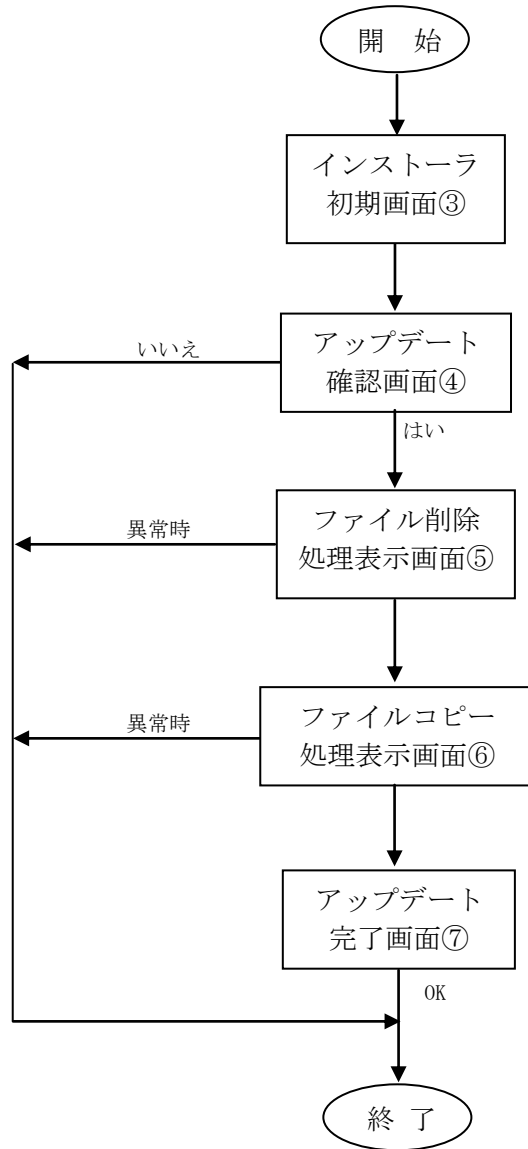 開　始
インストーラ
初期画面③
いいえ
アップデート
確認画面④
はい
異常時
ファイル削除
処理表示画面⑤
異常時
ファイルコピー
処理表示画面⑥
アップデート
完了画面⑦
OK
終 了